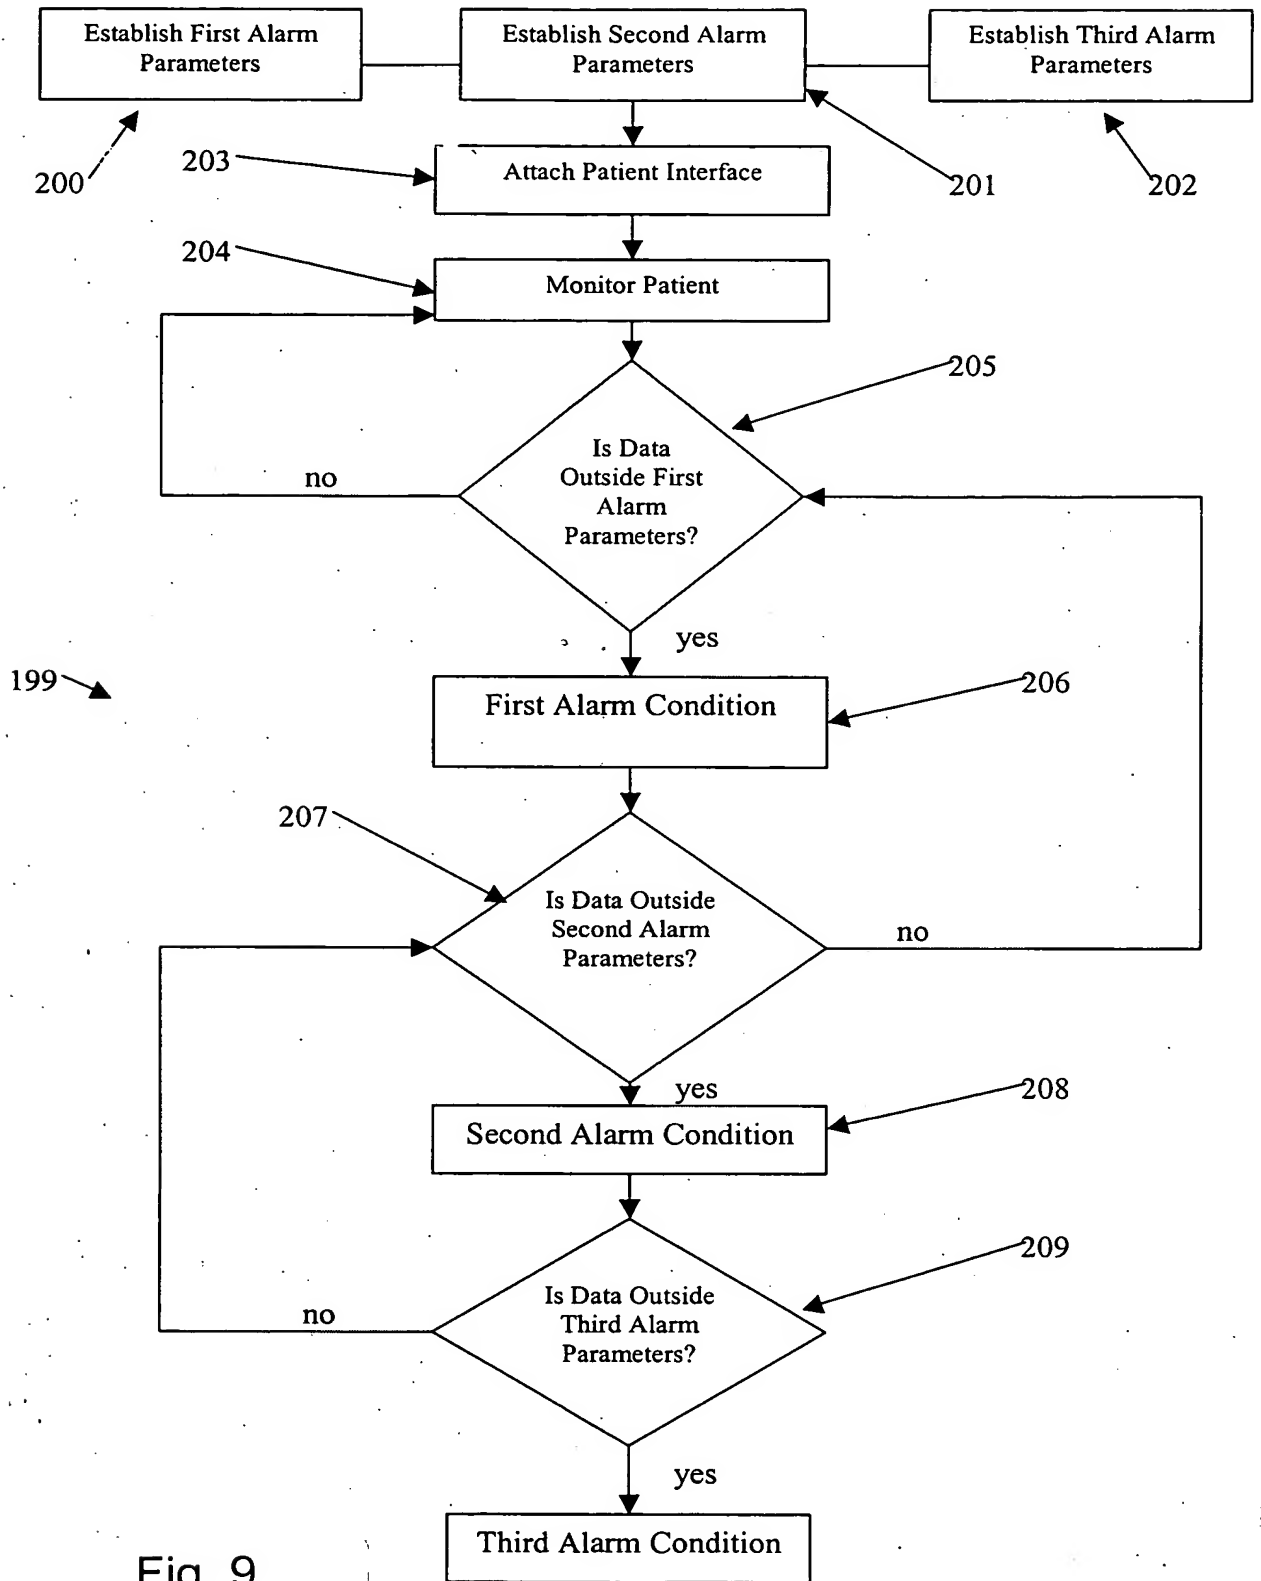 Establish First Alarm
Parameters
Establish Second Alarm
Parameters
Establish Third Alarm
Parameters
200
203
201
202
Attach Patient Interface
204
Monitor Patient
205
Is Data
Outside First
Alarm
Parameters?
no
yes
199
206
First Alarm Condition
207
Is Data Outside
Second Alarm
Parameters?
no
yes
208
Second Alarm Condition
209
Is Data Outside
Third Alarm
Parameters?
no
yes
Third Alarm Condition
Fig. 9